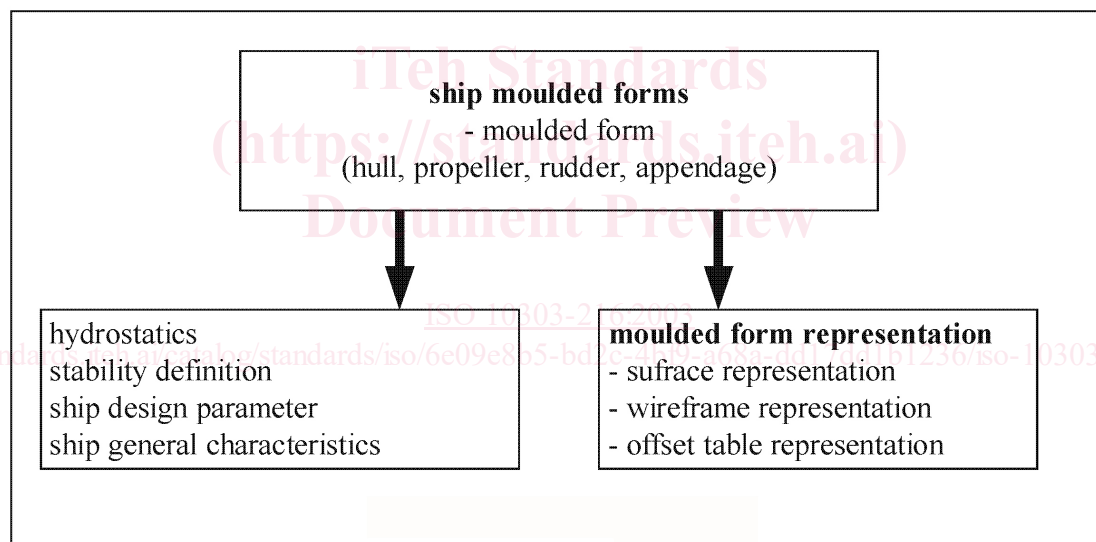 iTeh Standards
(https://standards.iteh.ai)
Document Preview
ship moulded forms
- moulded form
(hull, propeller, rudder, appendage)
ISO 10303-216:2003
hydrostatics
stability definition
ship design parameter
ship general characteristics
moulded form representation
- sufrace representation
- wireframe representation
- offset table representation